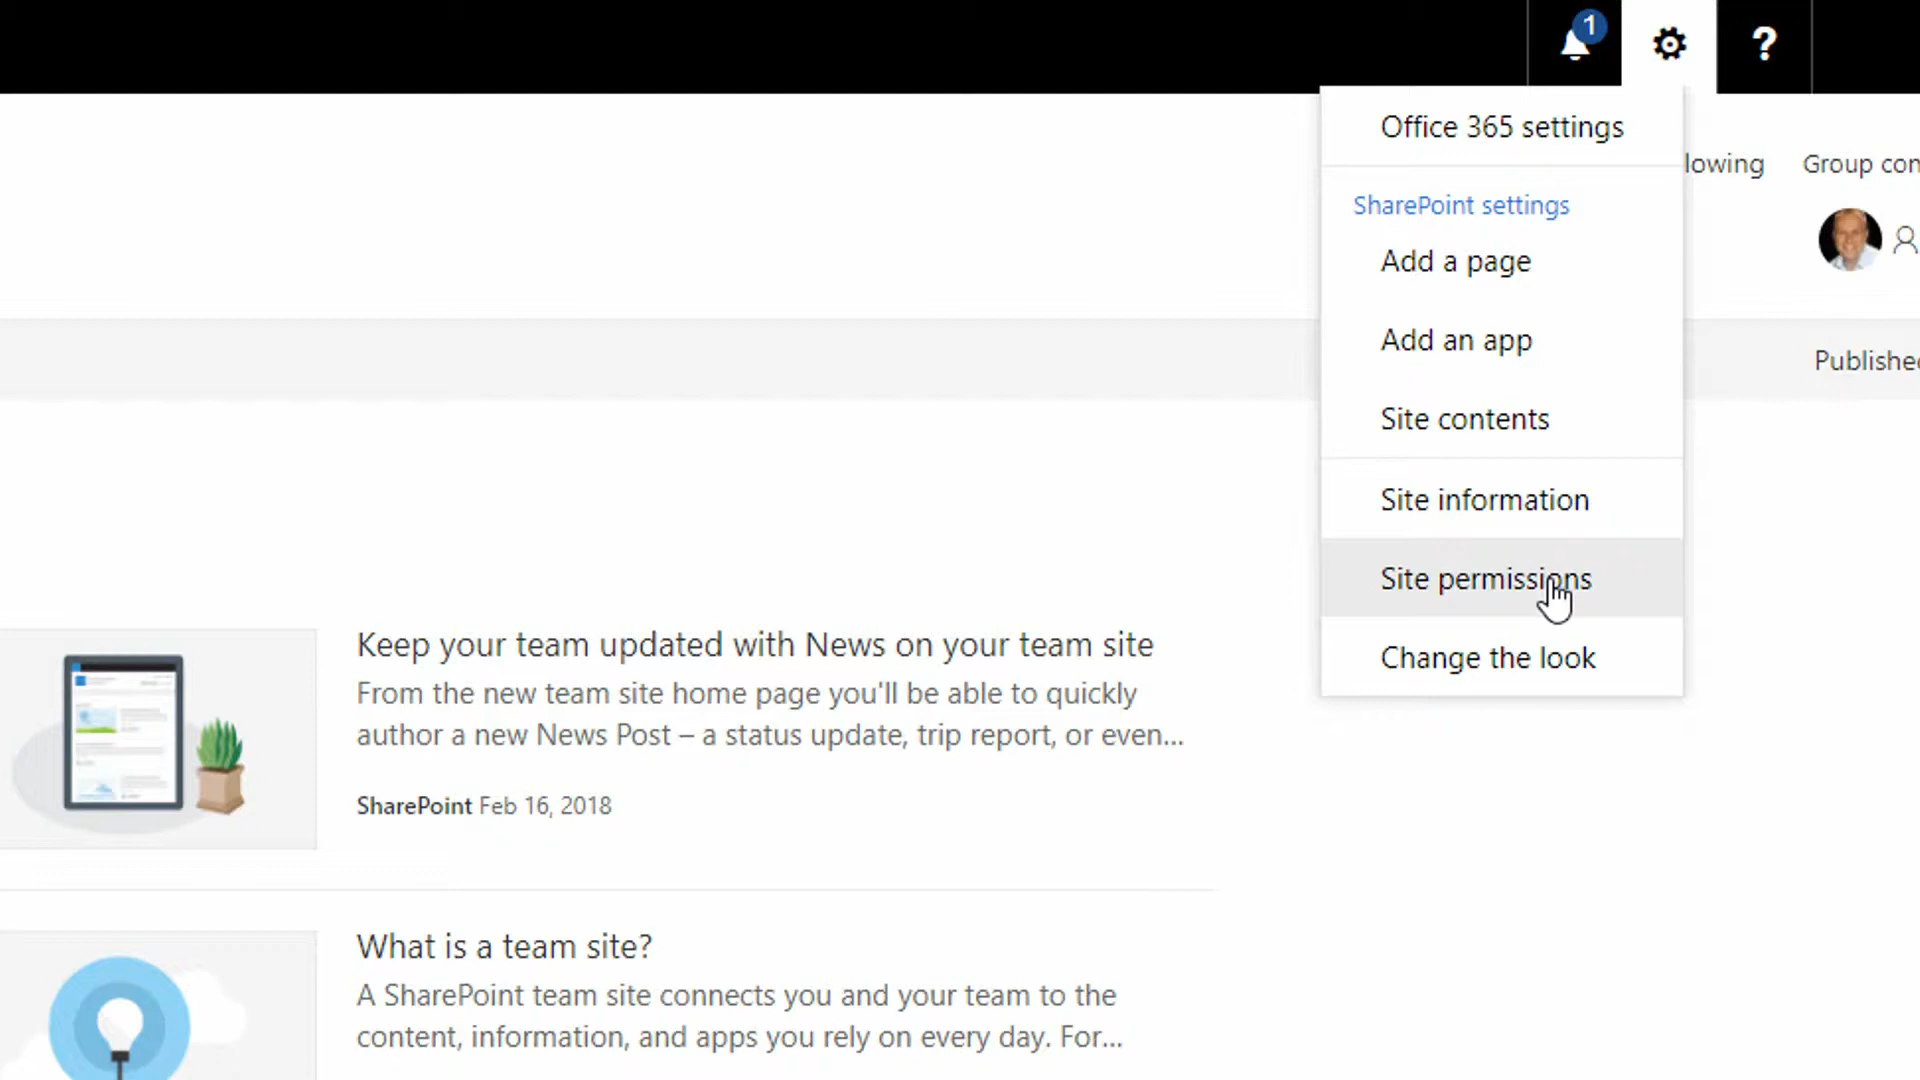 1
?
Office 365 settings
lowing
Group con
SharePoint settings
Add a page
Add an app
Published
Site contents
Site information
Site permissions
Change the look
Keep your team updated with News on your team site
From the new team site home page you'll be able to quickly
author a new News Post – a status update, trip report, or even...
SharePoint Feb 16, 2018
What is a team site?
A SharePoint team site connects you and your team to the
content, information, and apps you rely on every day. For...